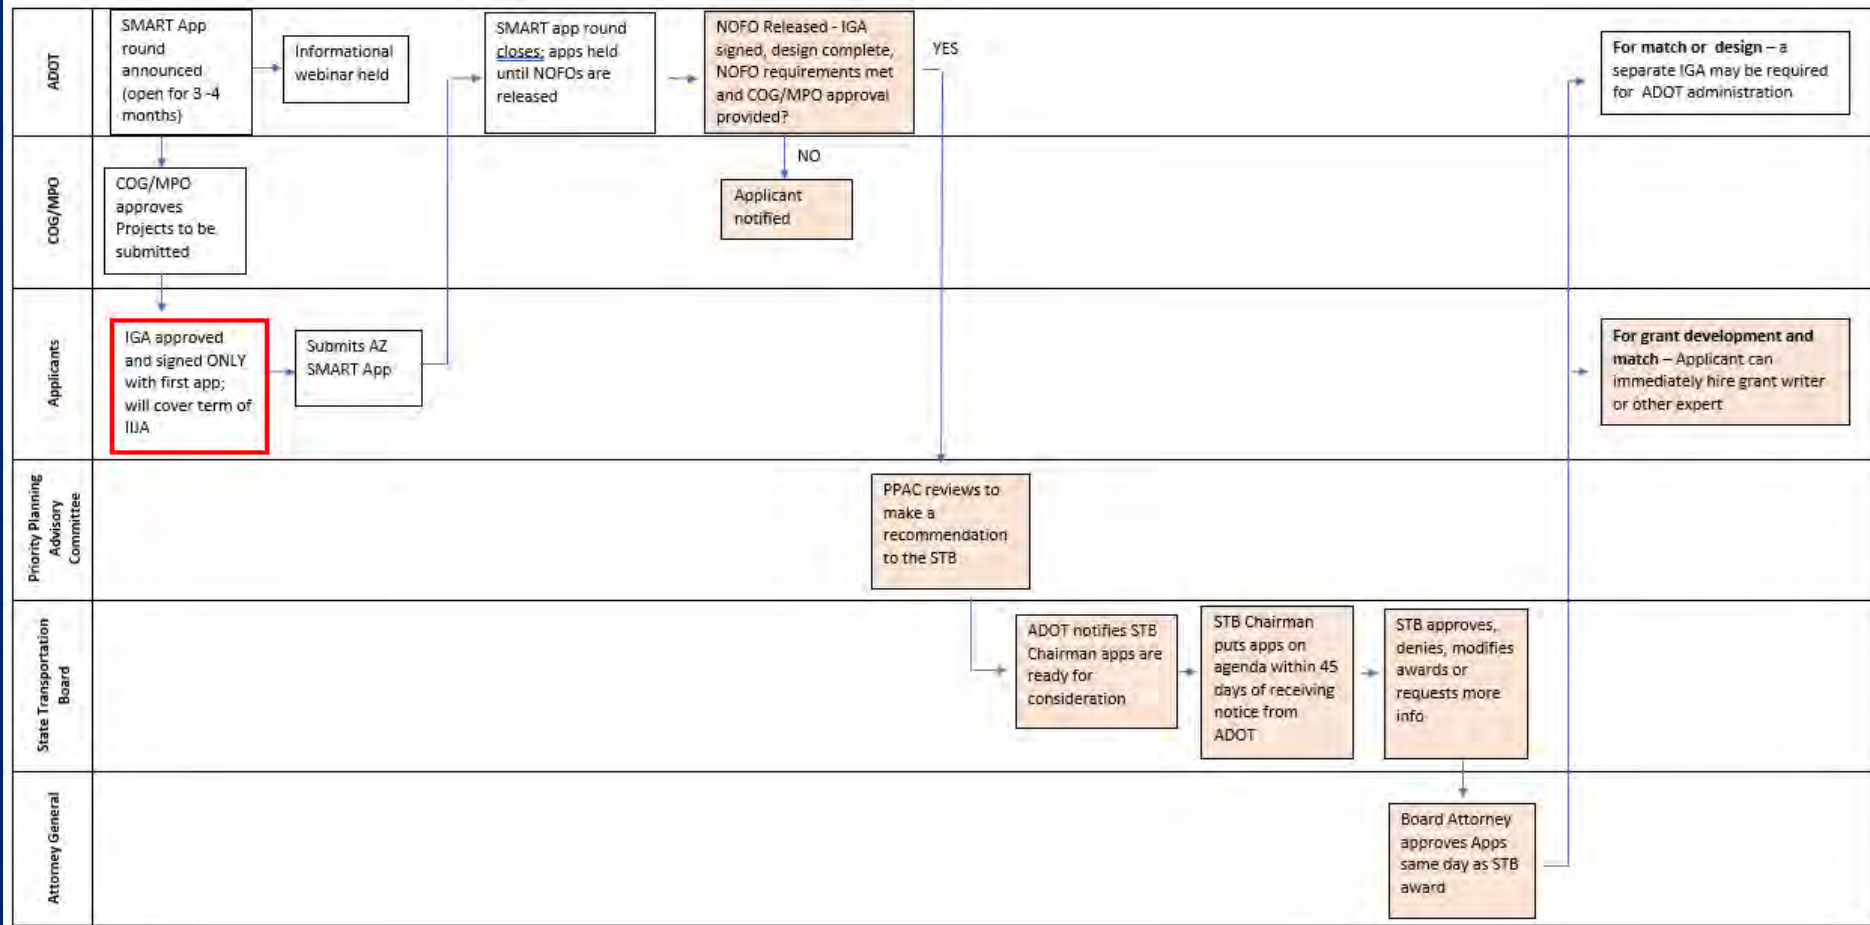 ADOT
SMART App
round
announced
(open for 3 -4
months)
Informational
webinar held
SMART app round
closes; apps held
until NOFOs are
released
NOFO Released - IGA
signed, design complete,
NOFO requirements met
and COG/MPO approval
provided?
YES
For match or design – a
separate IGA may be required
for ADOT administration
COG/MPO
COG/MPO
approves
Projects to be
submitted
NO
Applicant
notified
Applicants
IGA approved
and signed ONLY
with first app;
will cover term of
IIJA
Submits AZ
SMART App
For grant development and
match – Applicant can
immediately hire grant writer
or other expert
Priority Planning
Advisory
Committee
PPAC reviews to
make a
recommendation
to the STB
State Transportation
Board
ADOT notifies STB
Chairman apps are
ready for
consideration
STB Chairman
puts apps on
agenda within 45
days of receiving
notice from
ADOT
STB approves,
denies, modifies
awards or
requests more
info
Attorney General
Board Attorney
approves Apps
same day as STB
award